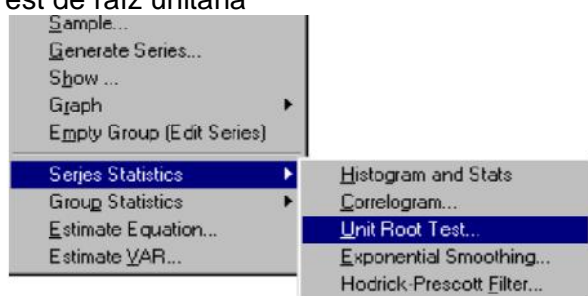 est de raíz unitaria
Sample...
Generate Series...
Show ...
Graph
Empty Group (Edit Series)
Series Statistics
Group Statistics
Estimate Equation...
Estimate VAR...
Histogram and Stats
Correlogram...
Unit Root Test...
Exponential Smoothing...
Hodrick-Prescott Filter...